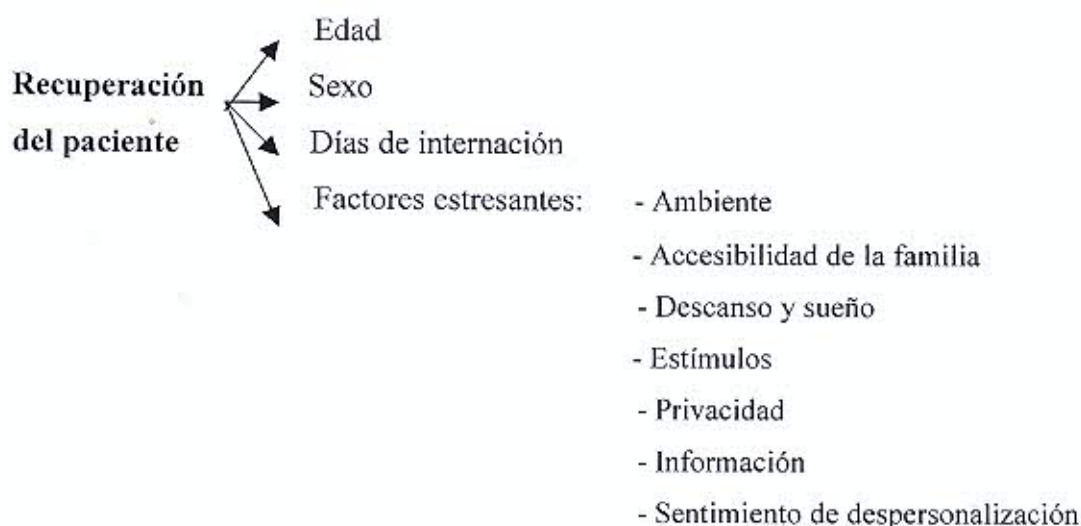 Recuperación
del paciente
Edad
Sexo
Días de internación
Factores estresantes:
- Ambiente
- Accesibilidad de la familia
- Descanso y sueño
- Estímulos
- Privacidad
- Información
- Sentimiento de despersonalización